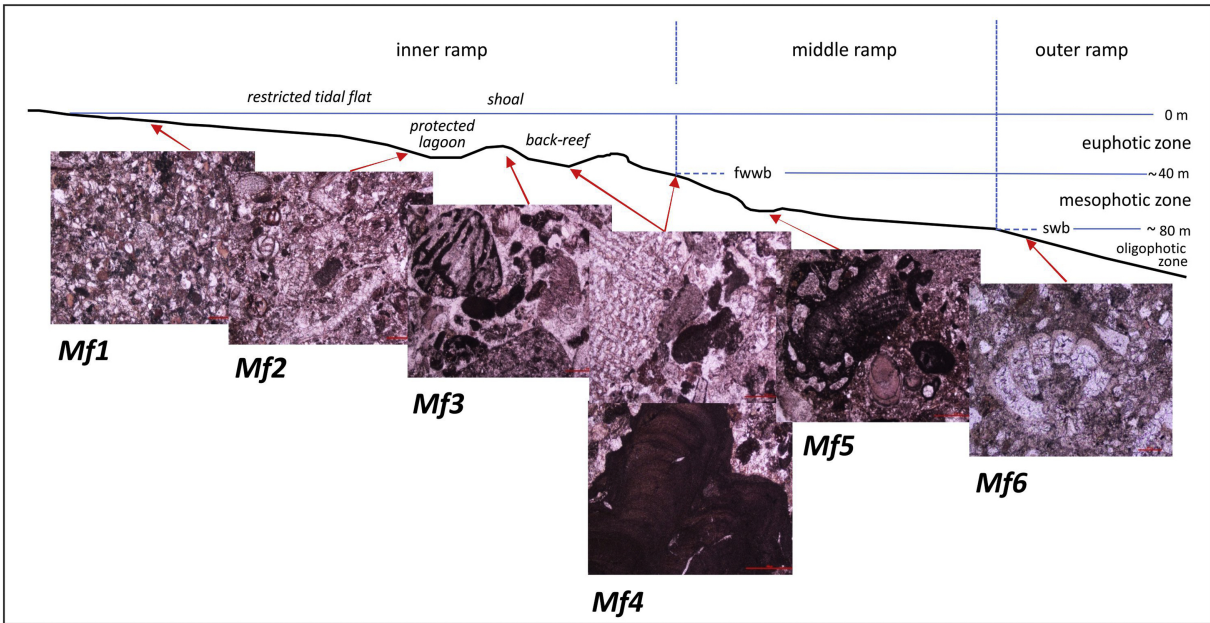 inner ramp
middle ramp
outer ramp
restricted tidal flat
shoal
0 m
protected
lagoon
back-reef
euphotic zone
fwwb
~40 m
mesophotic zone
swb
~ 80 m
oligophotic
zone
Mf1
Mf2
Mf3
Mf4
Mf5
Mf6